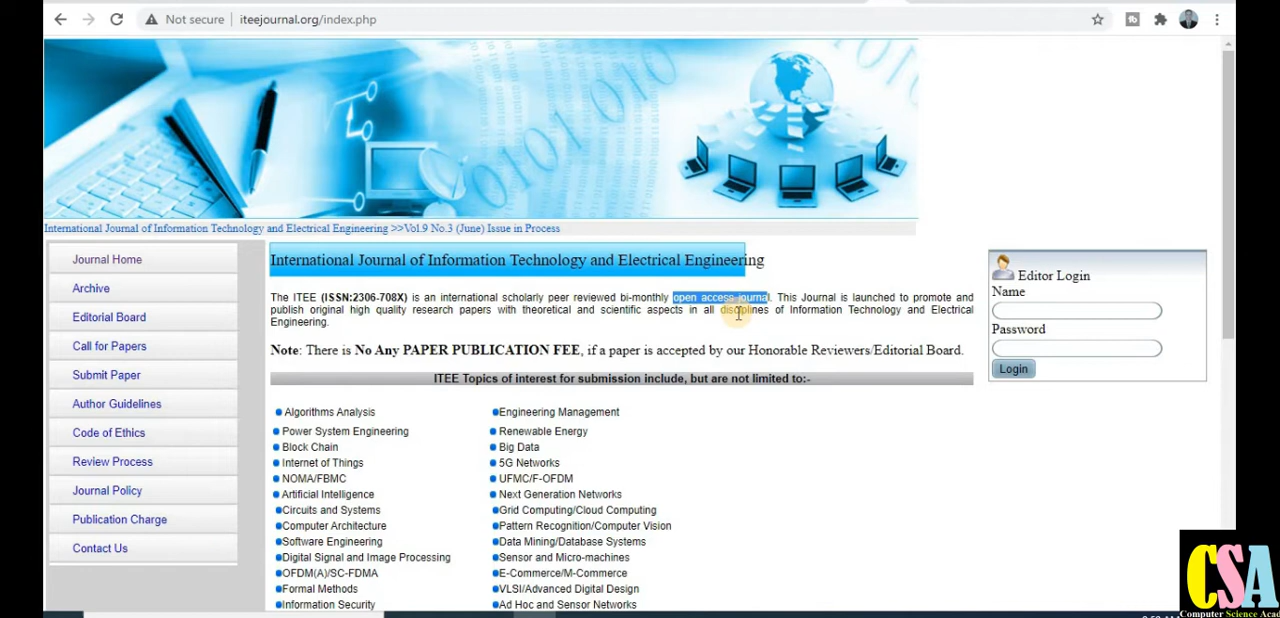 Not secure iteejournal.org/index.php
International Journal of Information Technology and Electrical Engineering >>Vol.9 No.3 (June) Issue in Process
Journal Home
Archive
Editorial Board
Call for Papers
Submit Paper
Author Guidelines
Code of Ethics
Review Process
Journal Policy
Publication Charge
Contact Us
International Journal of Information Technology and Electrical Engineering
The ITEE (ISSN:2306-708X) is an international scholarly peer reviewed bi-monthly open access journal. This Journal is launched to promote and
publish original high quality research papers with theoretical and scientific aspects in all disciplines of Information Technology and Electrical
Engineering.
Note: There is No Any PAPER PUBLICATION FEE, if a paper is accepted by our Honorable Reviewers/Editorial Board.
ITEE Topics of interest for submission include, but are not limited to:-
Algorithms Analysis
Power System Engineering
Block Chain
Internet of Things
NOMA/FBMC
Artificial Intelligence
Circuits and Systems
Computer Architecture
Software Engineering
Digital Signal and Image Processing
OFDM(A)/SC-FDMA
Formal Methods
Information Security
Engineering Management
Renewable Energy
Big Data
5G Networks
UFMC/F-OFDM
Next Generation Networks
Grid Computing/Cloud Computing
Pattern Recognition/Computer Vision
Data Mining/Database Systems
Sensor and Micro-machines
E-Commerce/M-Commerce
VLSI/Advanced Digital Design
Ad Hoc and Sensor Networks
Editor Login
Name
Password
Login
CSA
Computer Science Acad